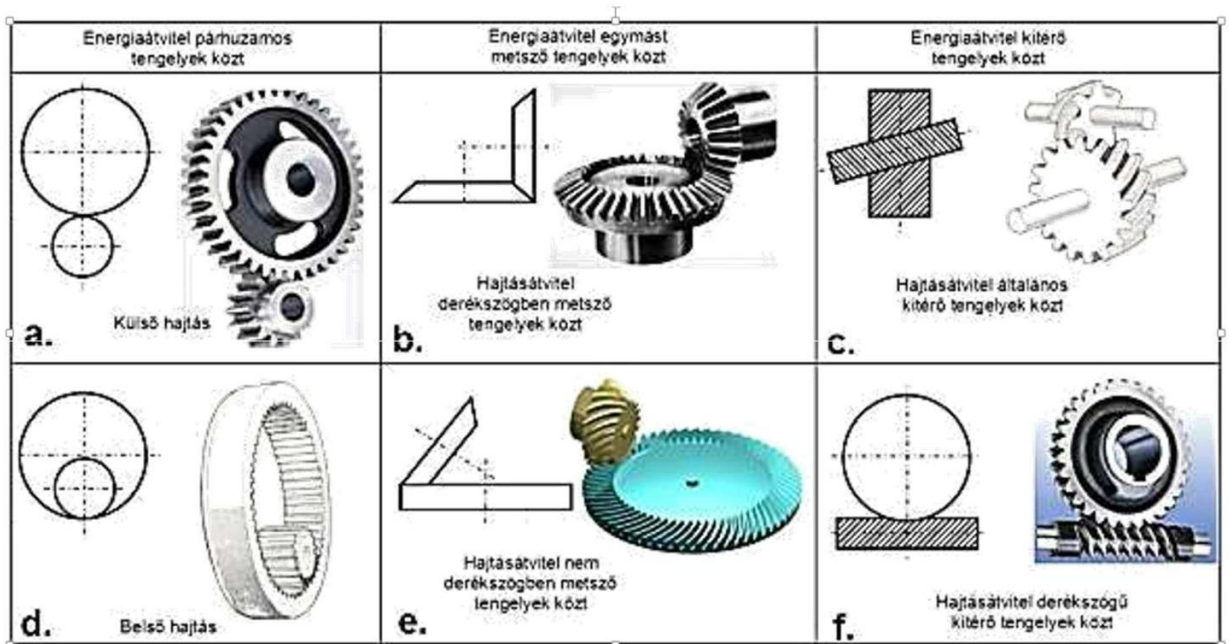 Energiaátvitel párhuzamos
tengelyek közt
Energiaátvitel egymást
metsző tengelyek közt
Energiaátvitel kitérő
tengelyek közt
Külső hajtás
a.
Hajtásátvitel
derékszögben metsző
tengelyek közt
b.
Hajtásátvitel általános
kitérő tengelyek közt
c.
Belső hajtás
d.
Hajtásátvitel nem
derékszögben metsző
tengelyek közt
e.
Hajtásátvitel derékszögű
kitérő tengelyek közt
f.